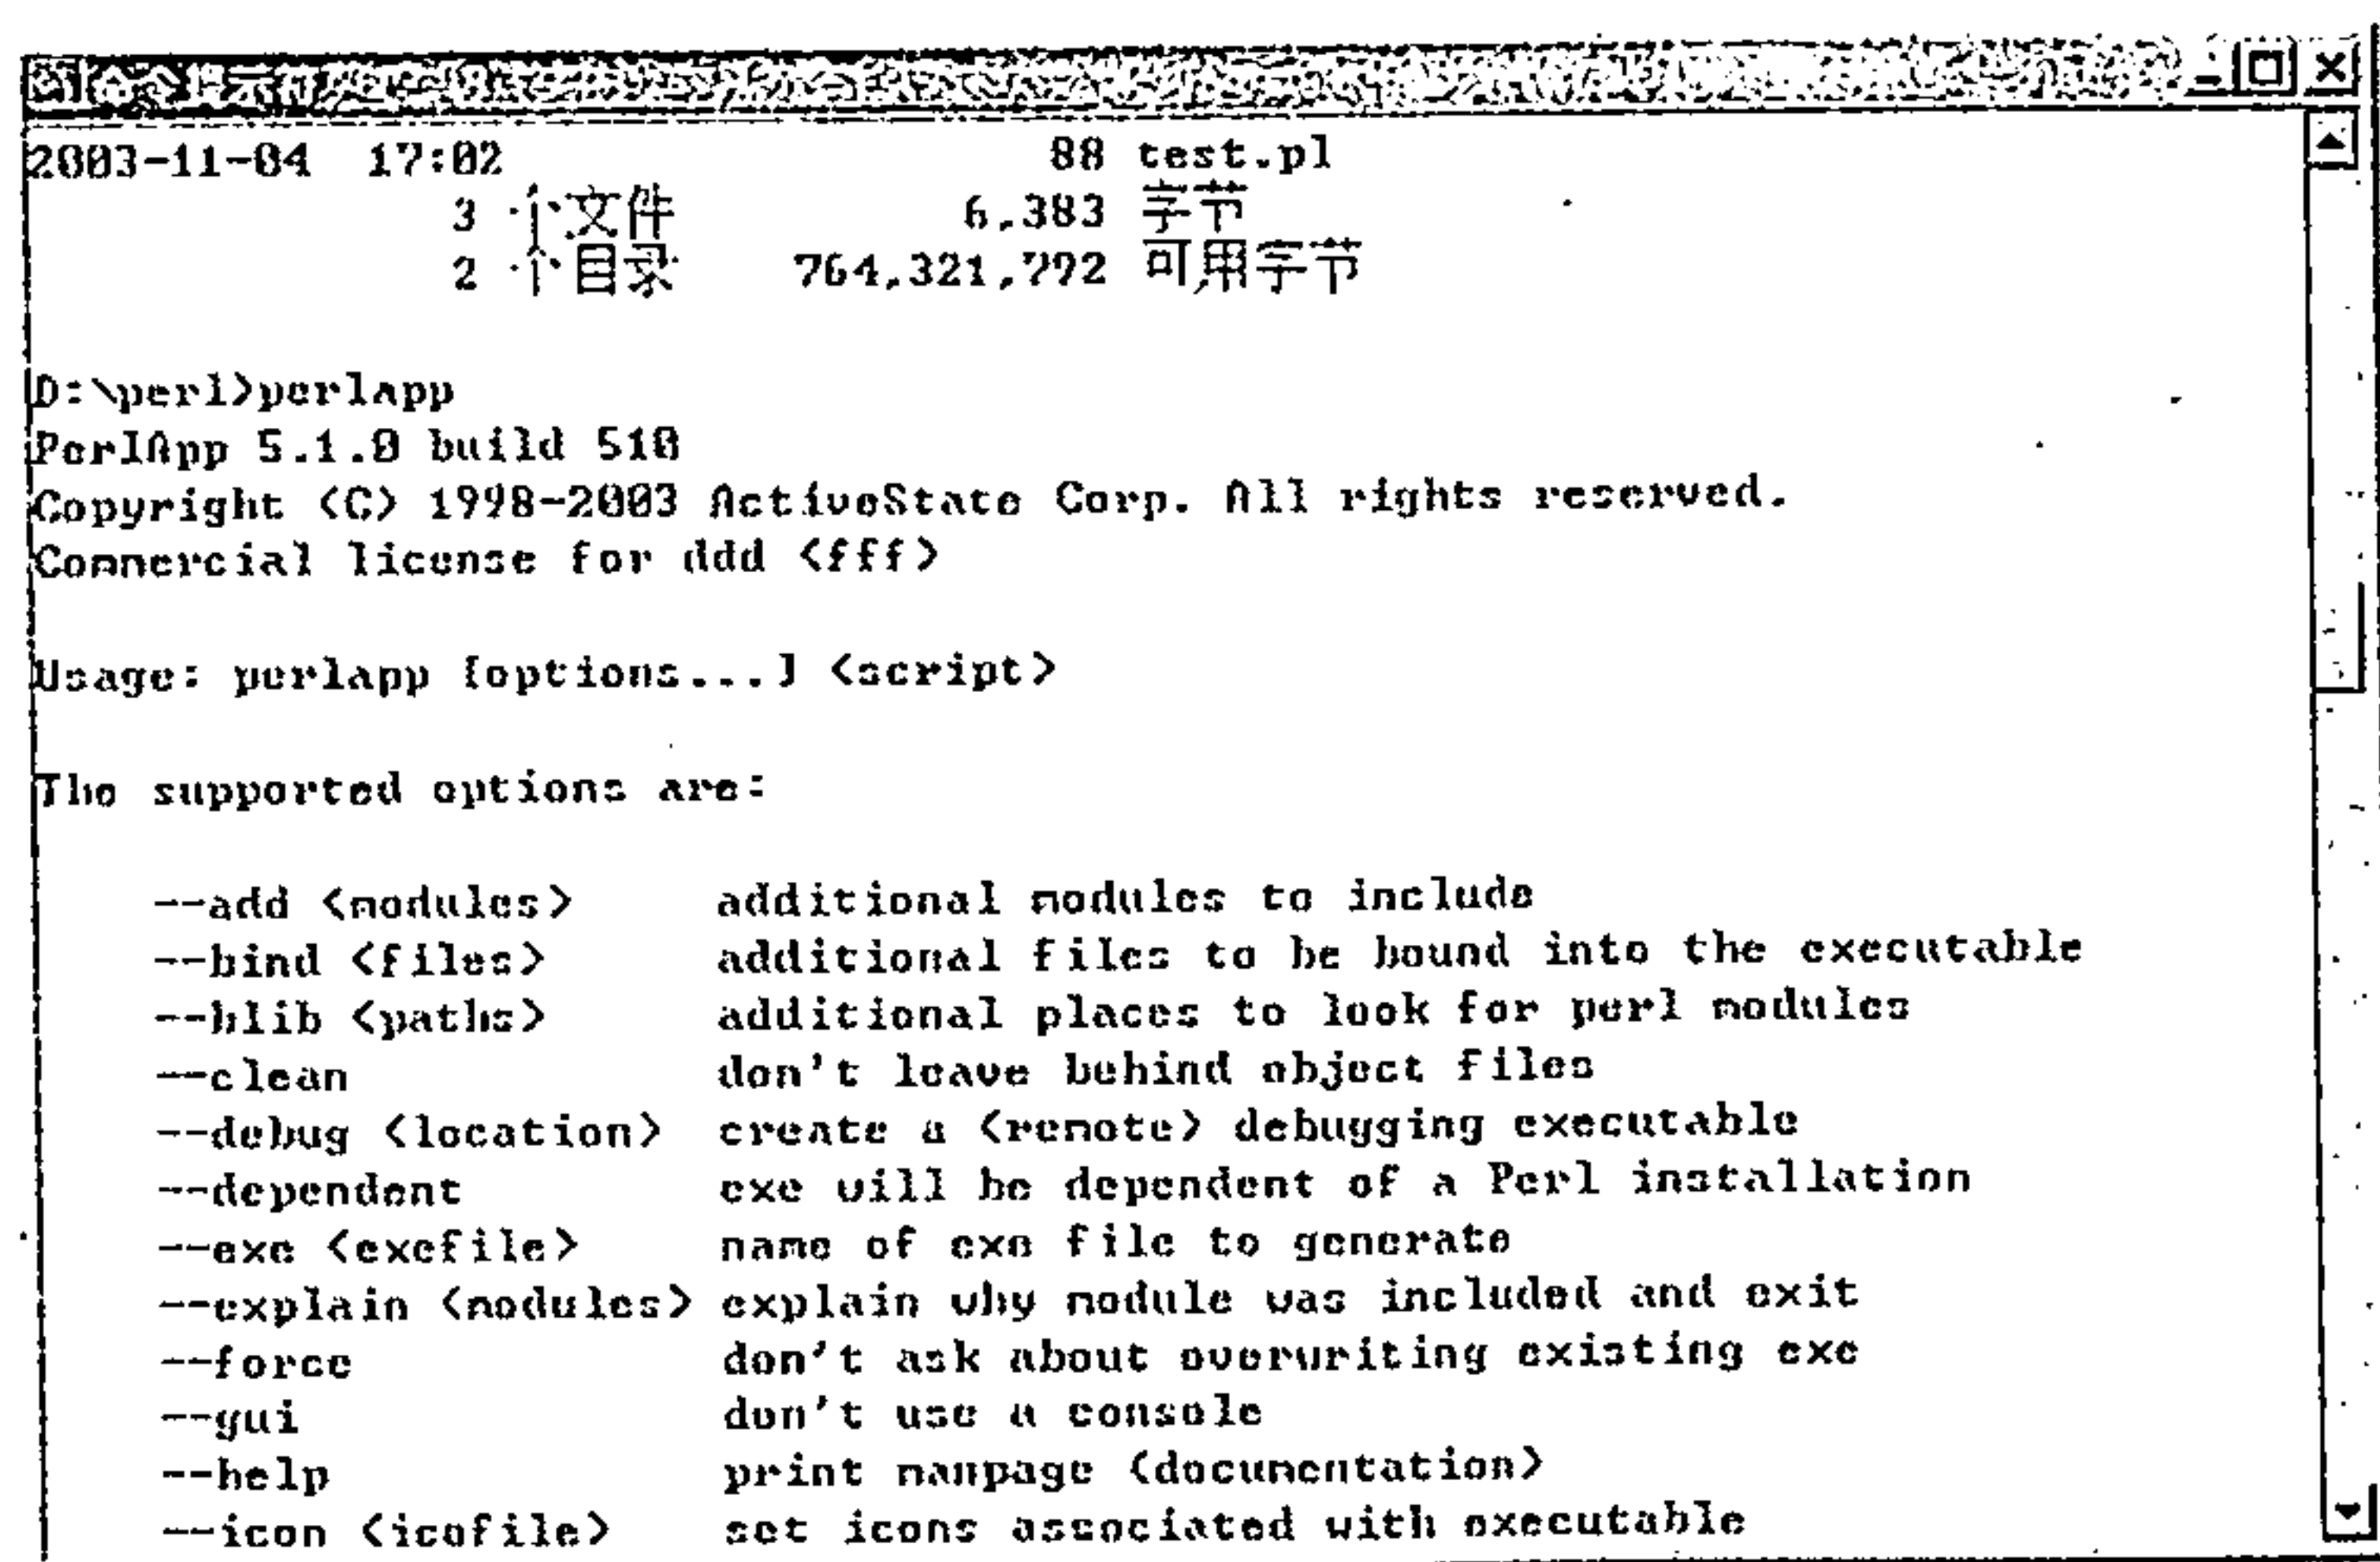 命令提示符
2003-11-04  17:02                88 test.pl
3 个文件          6,383 字节
2 个目录    764,321,792 可用字节
D:\perl>perlapp
PerlApp 5.1.0 build 510
Copyright (C) 1998-2003 ActiveState Corp. All rights reserved.
Commercial license for ddd <fff>
Usage: perlapp [options...] <script>
The supported options are:
--add <modules>      additional modules to include
--bind <files>       additional files to be bound into the executable
--blib <paths>       additional places to look for perl modules
--clean              don't leave behind object files
--debug <location>   create a (remote) debugging executable
--dependent          exe will be dependent of a Perl installation
--exe <exefile>      name of exe file to generate
--explain <modules>  explain why module was included and exit
--force              don't ask about overwriting existing exe
--gui                don't use a console
--help               print manpage (documentation)
--icon <icofile>     set icons associated with executable